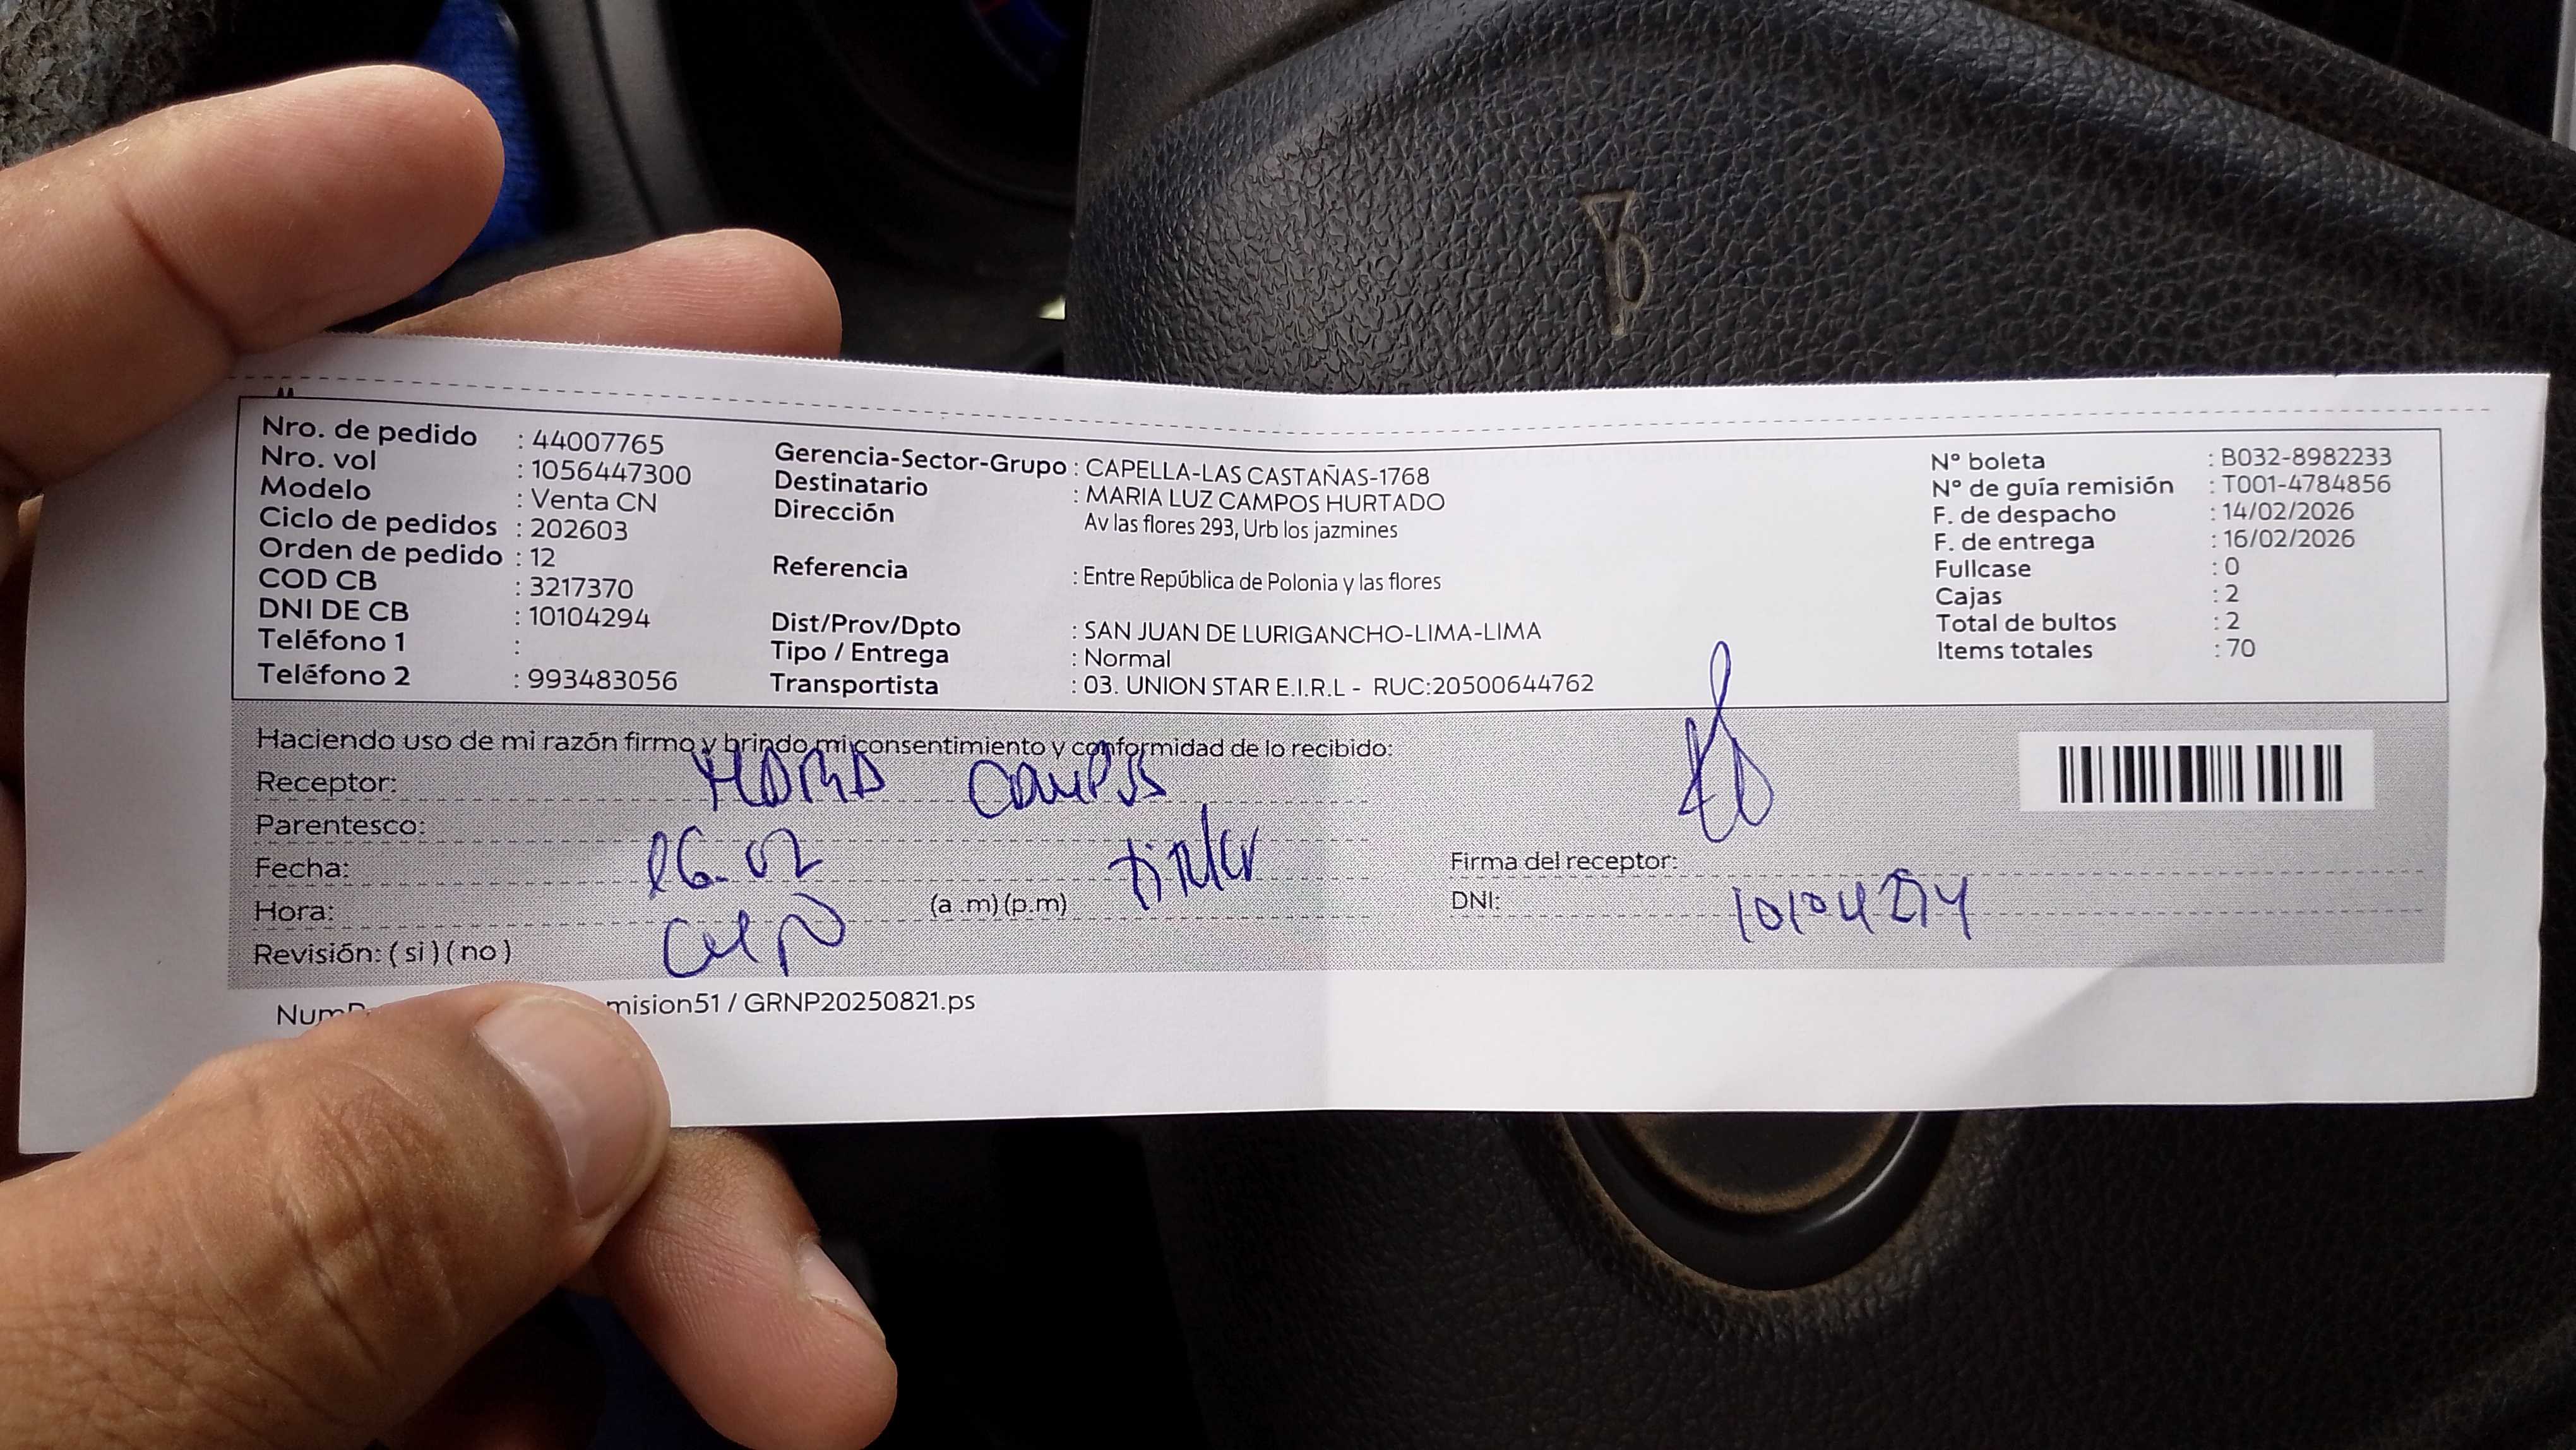 Nro. de pedido : 44007765
Nro. vol : 1056447300
Modelo : Venta CN
Ciclo de pedidos : 202603
Orden de pedido : 12
COD CB : 3217370
DNI DE CB : 10104294
Teléfono 1 :
Teléfono 2 : 993483056
Gerencia-Sector-Grupo : CAPELLA-LAS CASTAÑAS-1768
Destinatario : MARIA LUZ CAMPOS HURTADO
Dirección Av las flores 293, Urb los jazmines
Referencia : Entre República de Polonia y las flores
Dist/Prov/Dpto : SAN JUAN DE LURIGANCHO-LIMA-LIMA
Tipo / Entrega : Normal
Transportista : 03. UNION STAR E.I.R.L - RUC:20500644762
N° boleta : B032-8982233
N° de guía remisión : T001-4784856
F. de despacho : 14/02/2026
F. de entrega : 16/02/2026
Fullcase : 0
Cajas : 2
Total de bultos : 2
Items totales : 70
Haciendo uso de mi razón firmo y brindo mi consentimiento y conformidad de lo recibido:
Receptor: Campos
Parentesco:
Fecha: 16.02
Hora: (a .m) (p.m)
Revisión: ( si ) ( no )
Firma del receptor:
DNI: 10104294
mision51 / GRNP20250821.ps